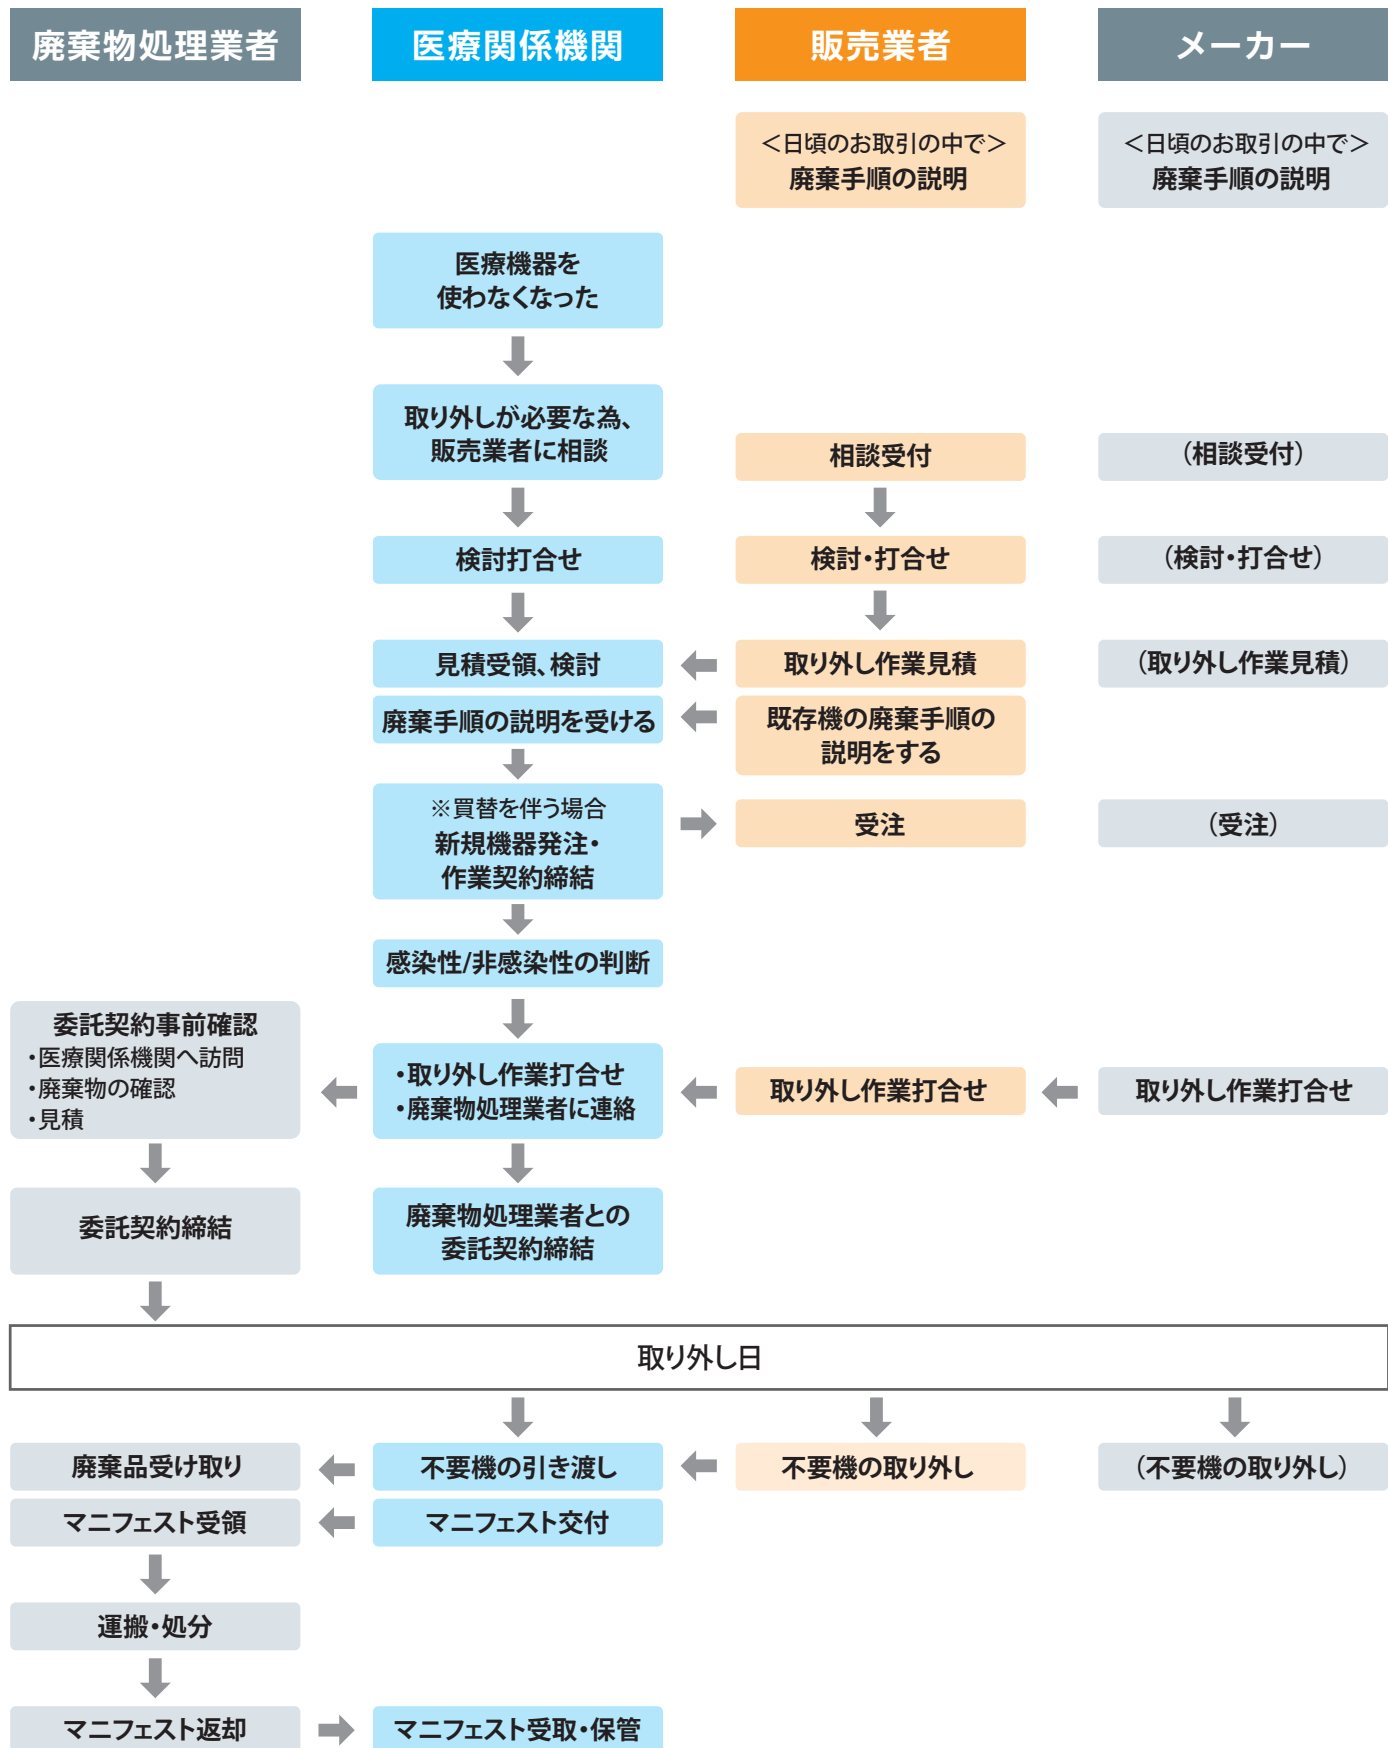 廃棄物処理業者
医療関係機関
販売業者
メーカー
＜日頃のお取引の中で＞
廃棄手順の説明
＜日頃のお取引の中で＞
廃棄手順の説明
医療機器を
使わなくなった
取り外しが必要な為、
販売業者に相談
相談受付
（相談受付）
検討打合せ
検討・打合せ
（検討・打合せ）
見積受領、検討
取り外し作業見積
（取り外し作業見積）
廃棄手順の説明を受ける
既存機の廃棄手順の
説明をする
※買替を伴う場合
新規機器発注・
作業契約締結
受注
（受注）
感染性/非感染性の判断
委託契約事前確認
・医療関係機関へ訪問
・廃棄物の確認
・見積
・取り外し作業打合せ
・廃棄物処理業者に連絡
取り外し作業打合せ
取り外し作業打合せ
委託契約締結
廃棄物処理業者との
委託契約締結
取り外し日
廃棄品受け取り
不要機の引き渡し
不要機の取り外し
（不要機の取り外し）
マニフェスト受領
マニフェスト交付
運搬・処分
マニフェスト返却
マニフェスト受取・保管